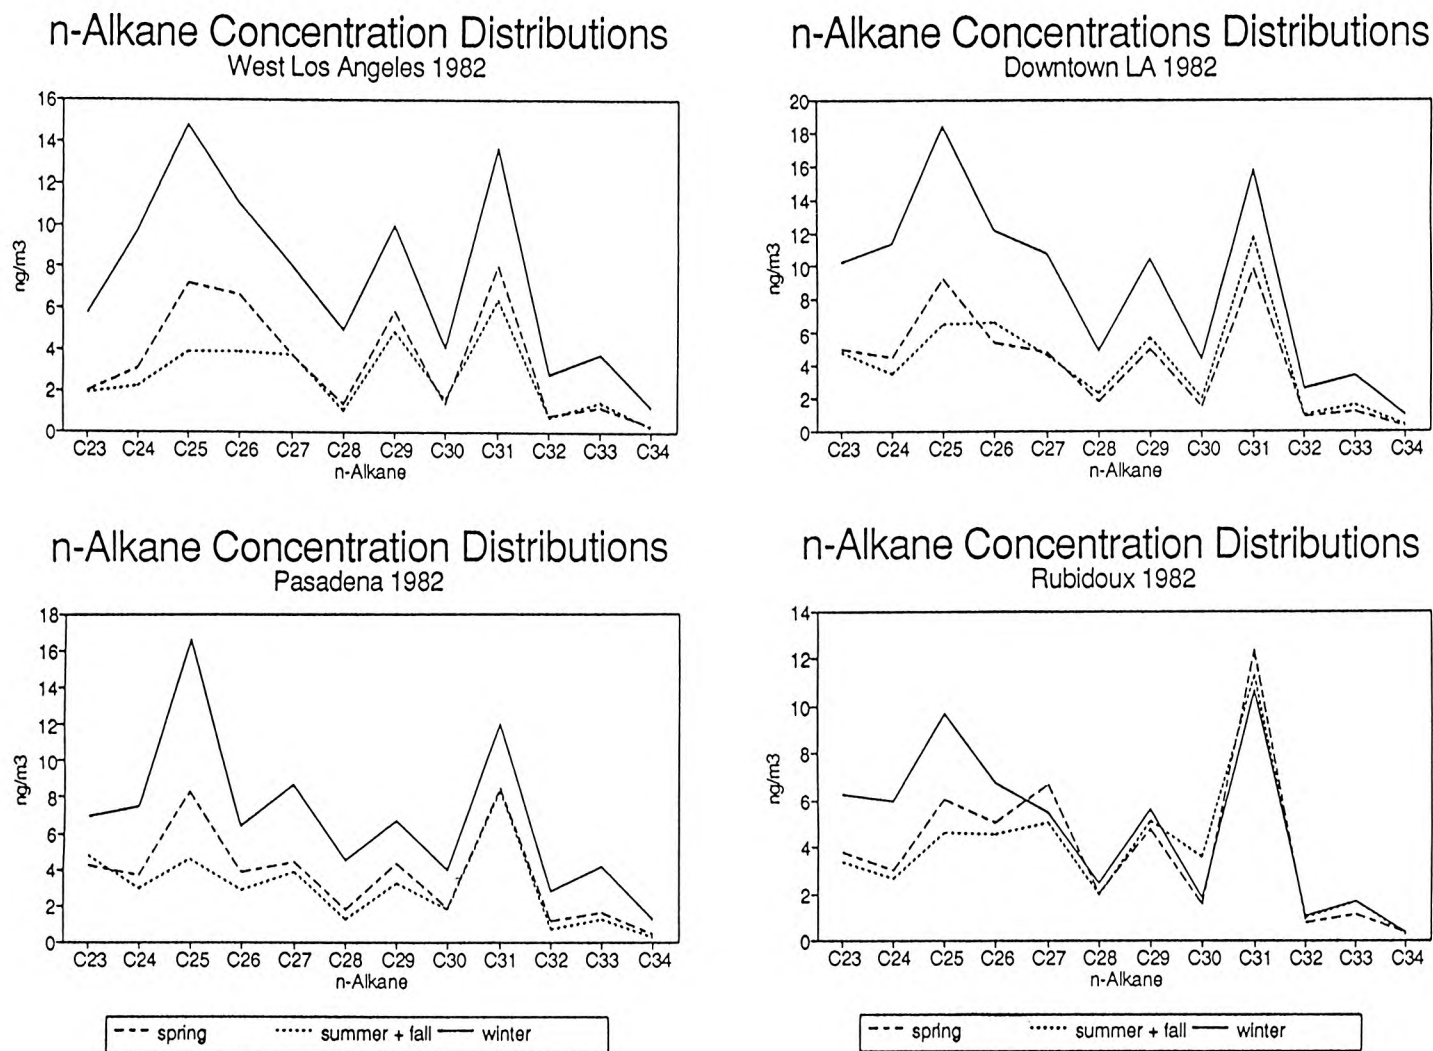 n-Alkane Concentration Distributions
West Los Angeles 1982
16
14
12
10
8
6
4
2
0
ng/m3
C23 C24 C25 C26 C27 C28 C29 C30 C31 C32 C33 C34
n-Alkane
n-Alkane Concentrations Distributions
Downtown LA 1982
20
18
16
14
12
10
8
6
4
2
0
ng/m3
C23 C24 C25 C26 C27 C28 C29 C30 C31 C32 C33 C34
n-Alkane
n-Alkane Concentration Distributions
Pasadena 1982
18
16
14
12
10
8
6
4
2
0
ng/m3
C23 C24 C25 C26 C27 C28 C29 C30 C31 C32 C33 C34
n-Alkane
spring summer + fall winter
n-Alkane Concentration Distributions
Rubidoux 1982
14
12
10
8
6
4
2
0
ng/m3
C23 C24 C25 C26 C27 C28 C29 C30 C31 C32 C33 C34
n-Alkane
spring summer + fall winter